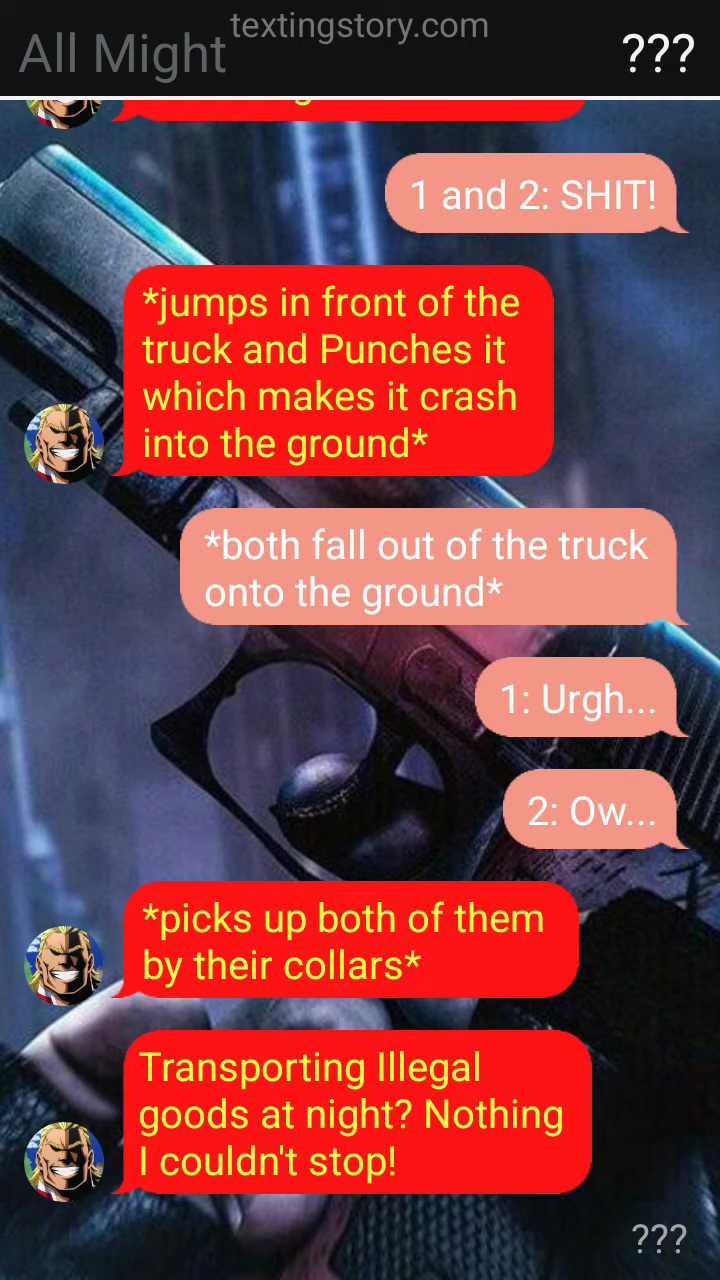 textingstory.com
All Might
???
1 and 2: SHIT!
*jumps in front of the
truck and Punches it
which makes it crash
into the ground*
*both fall out of the truck
onto the ground*
1: Urgh...
2: Ow...
*picks up both of them
by their collars*
Transporting Illegal
goods at night? Nothing
I couldn't stop!
???